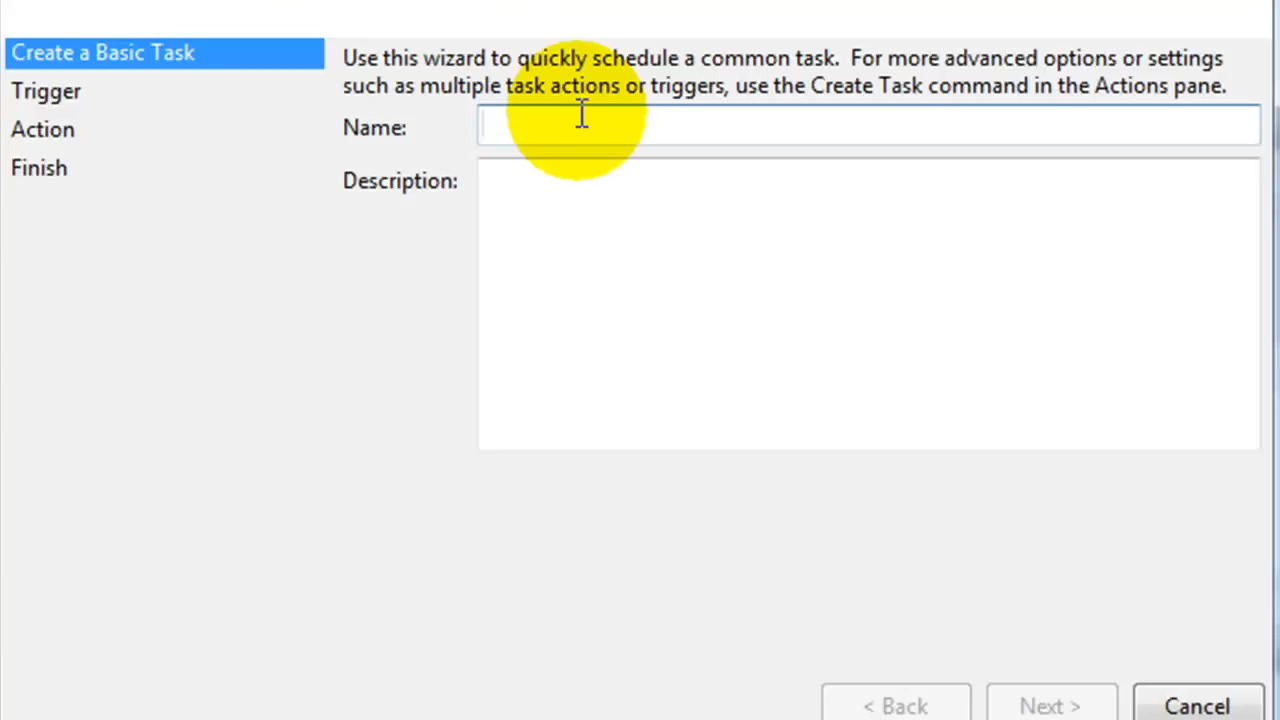 Create a Basic Task
Trigger
Action
Finish
Use this wizard to quickly schedule a common task.  For more advanced options or settings
such as multiple task actions or triggers, use the Create Task command in the Actions pane.
Name:
Description:
< Back
Next >
Cancel